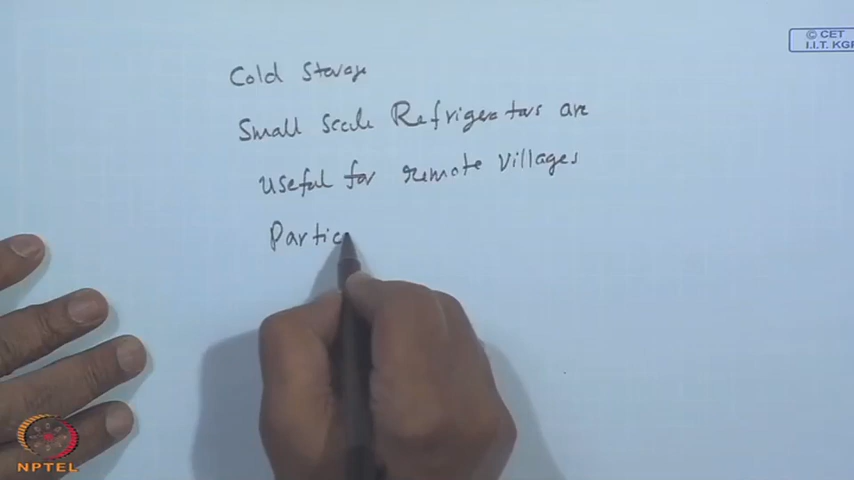 © CET
I.I.T. KGP
Cold Storage
Small Scale Refrigerators are
useful for remote villages
Partic
NPTEL